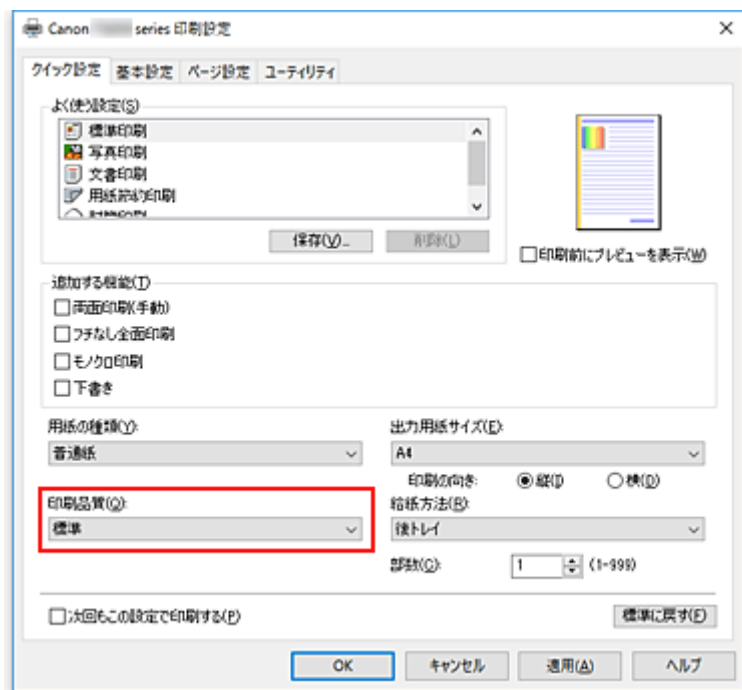 Canon series 印刷設定
クイック設定 基本設定 ページ設定 ユーティリティ
よく使う設定(S)
標準印刷
写真印刷
文書印刷
用紙節約印刷
保存(V)... 削除(L)
印刷前にプレビューを表示(W)
追加する機能(T)
両面印刷(手動)
フチなし全面印刷
モノクロ印刷
下書き
用紙の種類(Y):
普通紙
出力用紙サイズ(E):
A4
印刷の向き: 縦(I) 横(D)
印刷品質(Q):
標準
給紙方法(R):
後トレイ
部数(C): 1 (1-999)
次回もこの設定で印刷する(P)
標準に戻す(F)
OK キャンセル 適用(A) ヘルプ